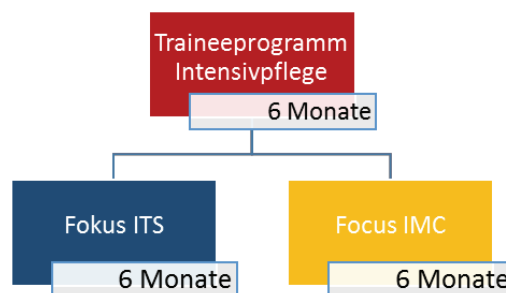 Traineeprogramm
Intensivpflege
6 Monate
Fokus ITS
6 Monate
Focus IMC
6 Monate